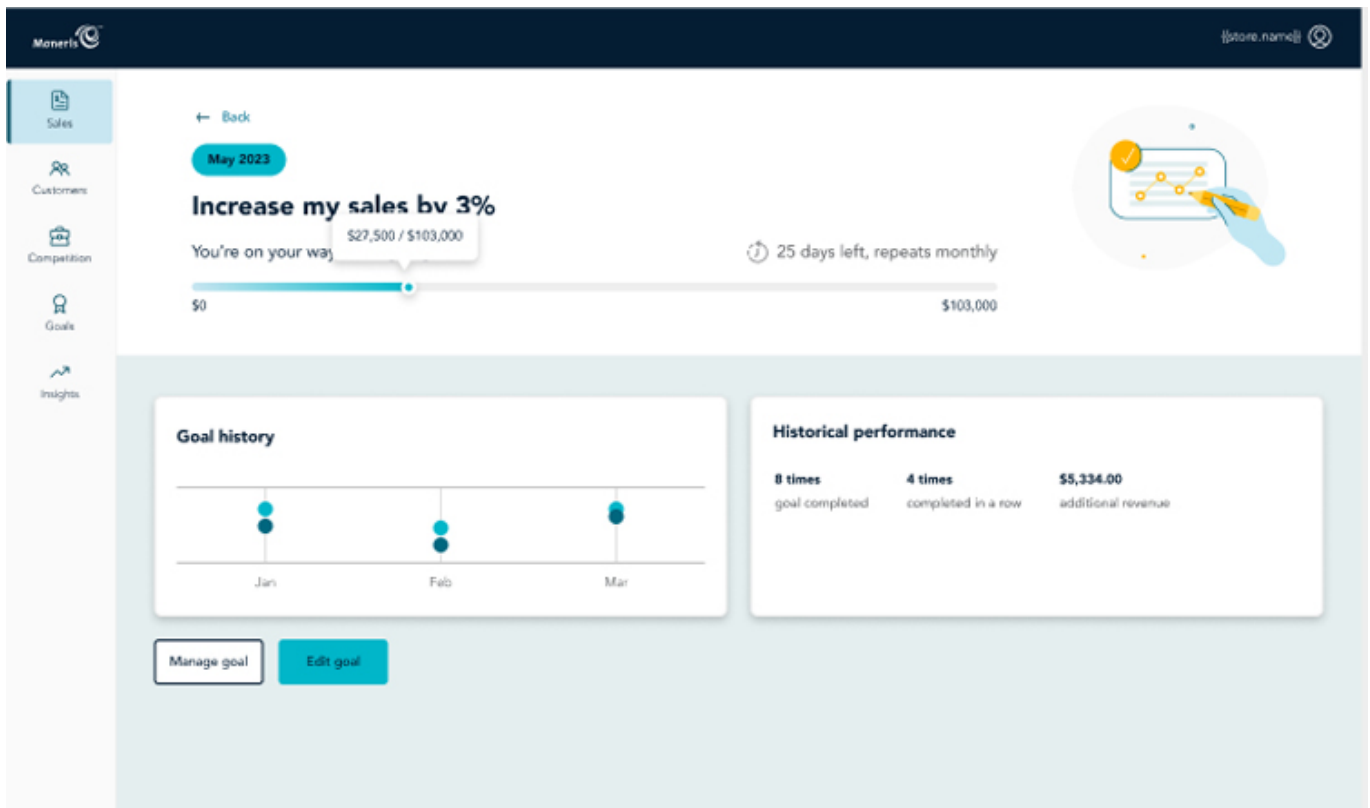 Moneris
{{store.name}}
Sales
Customers
Competition
Goals
Insights
← Back
May 2023
Increase my sales by 3%
$27,500 / $103,000
You're on your way
25 days left, repeats monthly
$0
$103,000
Goal history
Jan
Feb
Mar
Historical performance
8 times
goal completed
4 times
completed in a row
$5,334.00
additional revenue
Manage goal
Edit goal